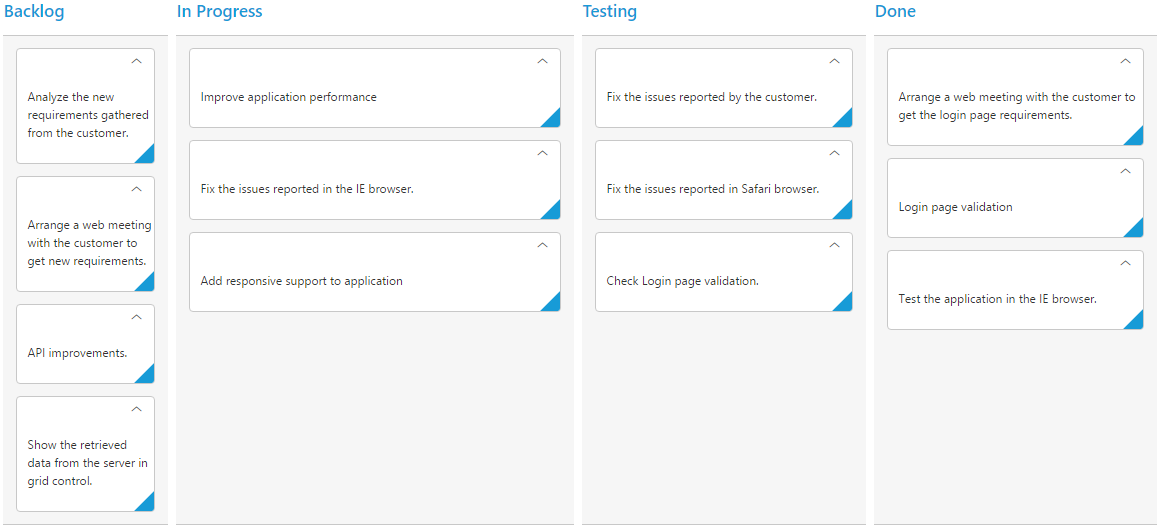 Backlog
In Progress
Testing
Done
Analyze the new
requirements gathered
from the customer.
Arrange a web meeting
with the customer to
get new requirements.
API improvements.
Show the retrieved
data from the server in
grid control.
Improve application performance
Fix the issues reported in the IE browser.
Add responsive support to application
Fix the issues reported by the customer.
Fix the issues reported in Safari browser.
Check Login page validation.
Arrange a web meeting with the customer to
get the login page requirements.
Login page validation
Test the application in the IE browser.